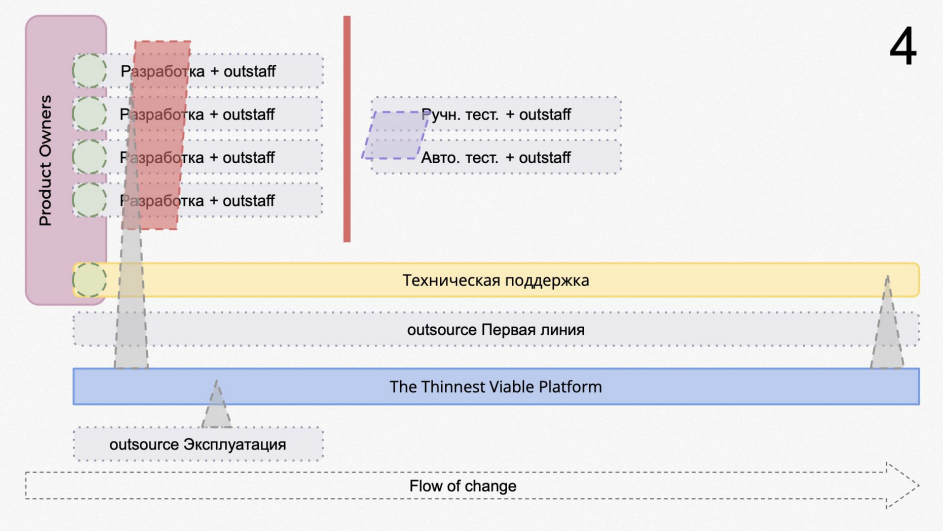 4
Product Owners
Разработка + outstaff
Разработка + outstaff
Ручн. тест. + outstaff
Разработка + outstaff
Авто. тест. + outstaff
Разработка + outstaff
Техническая поддержка
outsource Первая линия
The Thinnest Viable Platform
outsource Эксплуатация
Flow of change